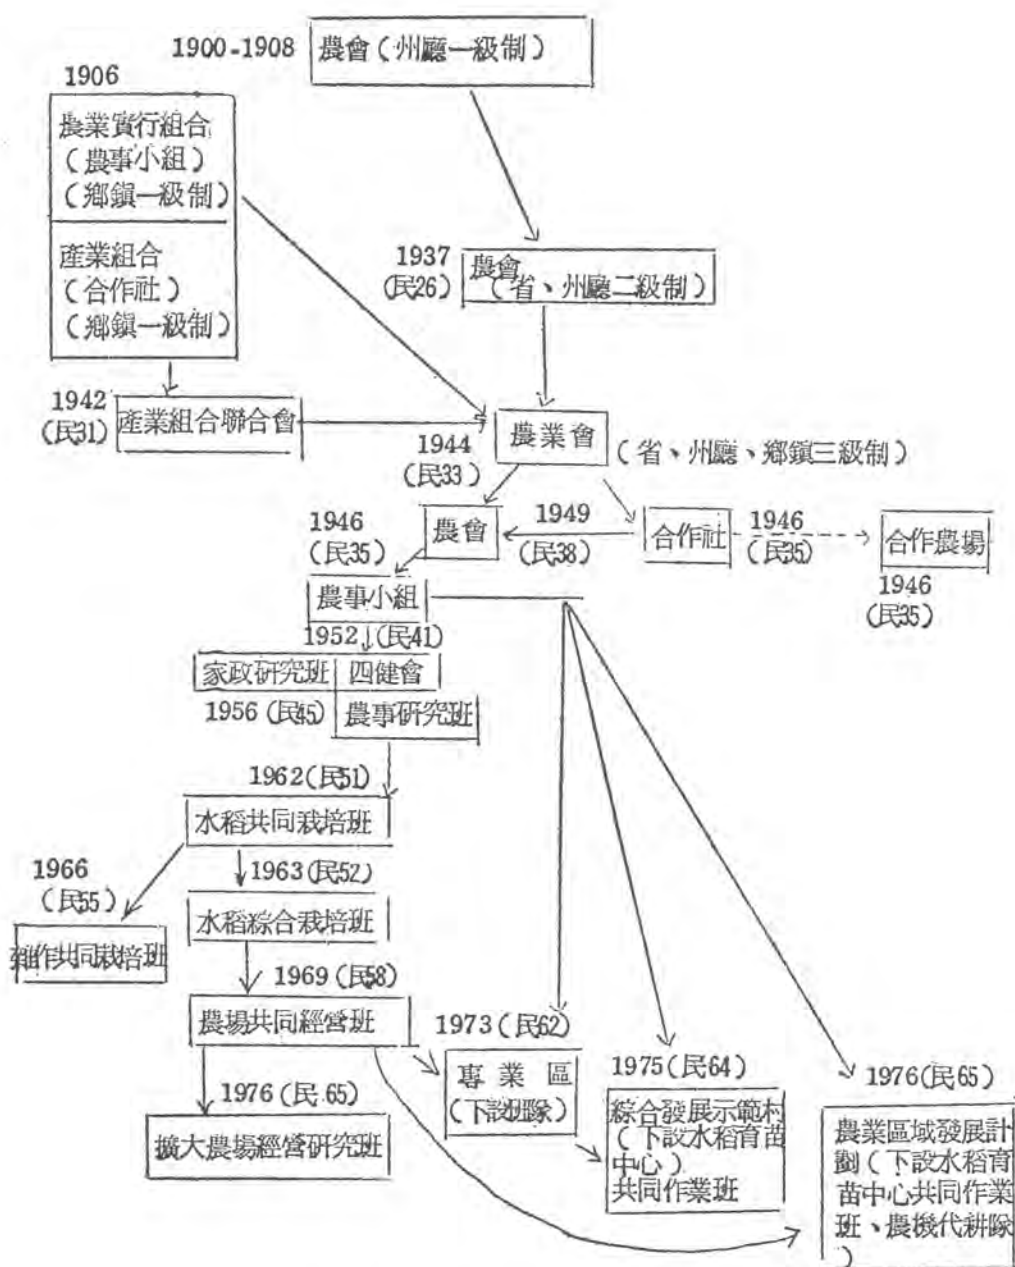 1900-1908
農會(州廳一級制)
1906
農業實行組合
(農事小組)
(鄉鎮一級制)
產業組合
(合作社)
(鄉鎮一級制)
1937
(民26)
農會
(省、州廳二級制)
1942
(民31)
產業組合聯合會
1944
(民33)
農業會
(省、州廳、鄉鎮三級制)
1946
(民35)
農會
1949
(民38)
合作社
1946
(民35)
合作農場
1946
(民35)
農事小組
1952(民41)
家政研究班
四健會
1956(民45)
農事研究班
1962(民51)
水稻共同栽培班
1966
(民55)
雜作共同栽培班
1963(民52)
水稻綜合栽培班
1969(民58)
農場共同經營班
1973(民62)
專業區
(下設班隊)
1975(民64)
綜合發展示範村
(下設水稻育苗
中心)
共同作業班
1976(民65)
農業區域發展計
劃(下設水稻育
苗中心共同作業
班、農機代耕隊
)
1976(民.65)
擴大農場經營研究班